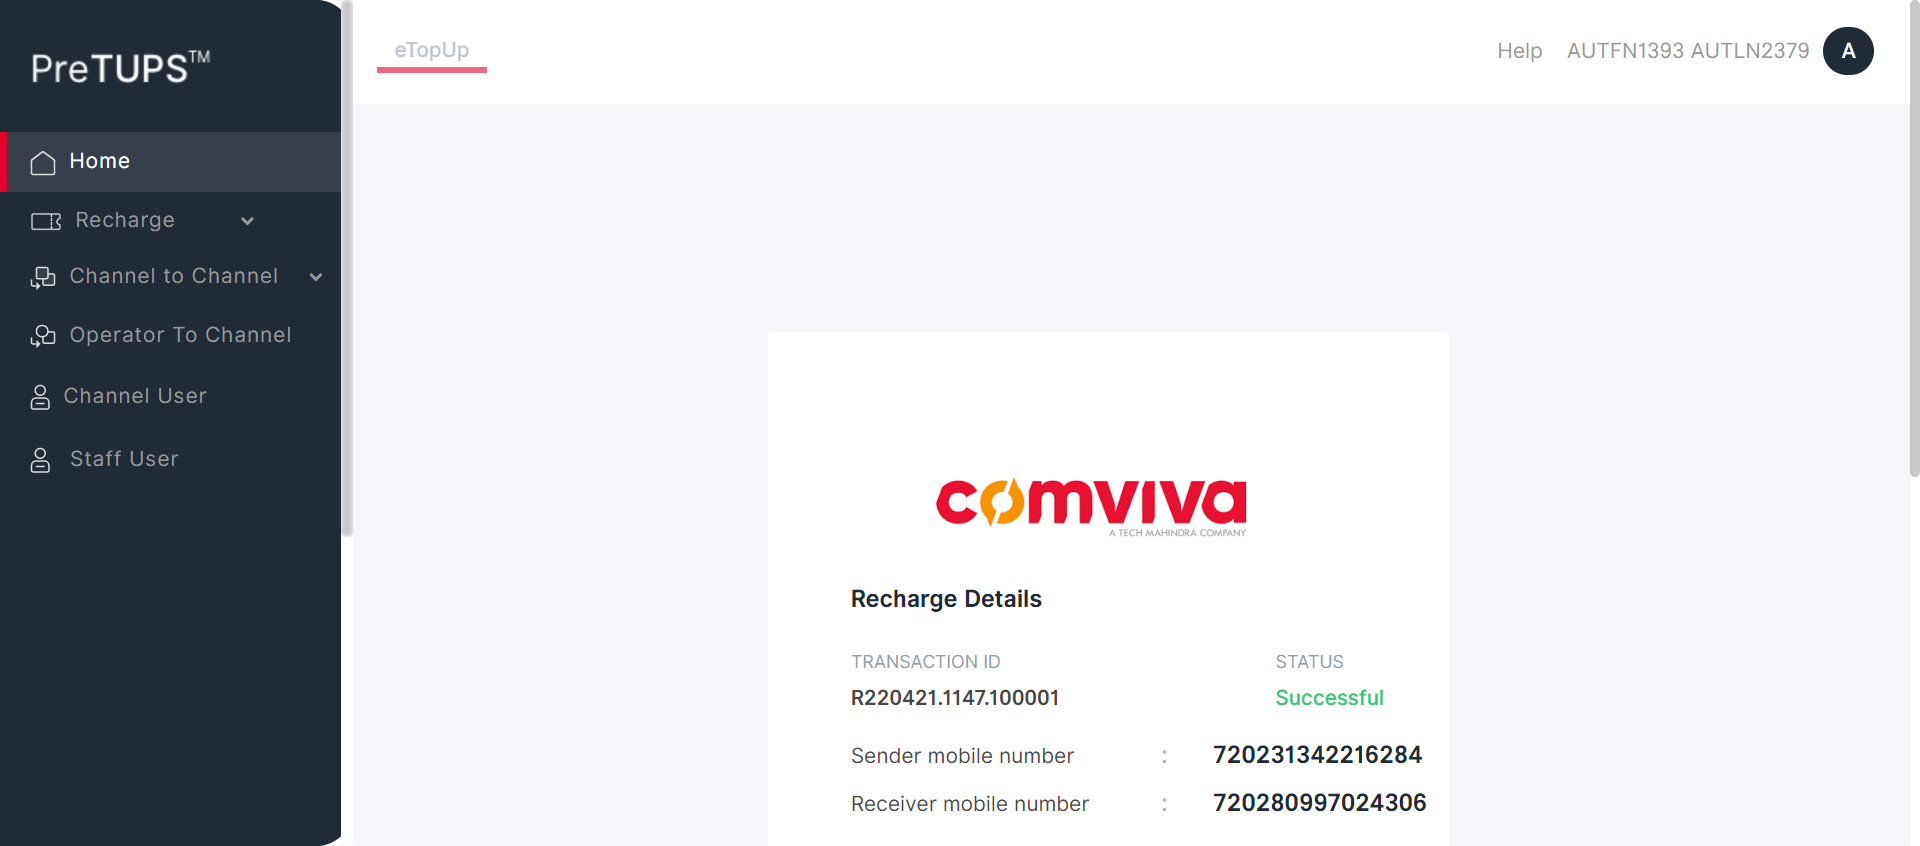 PreTUPS™
eTopUp
Help AUTFN1393 AUTLN2379 A
Home
Recharge
Channel to Channel
Operator To Channel
Channel User
Staff User
comviva
A TECH MAHINDRA COMPANY
Recharge Details
TRANSACTION ID STATUS
R220421.1147.100001 Successful
Sender mobile number : 720231342216284
Receiver mobile number : 720280997024306